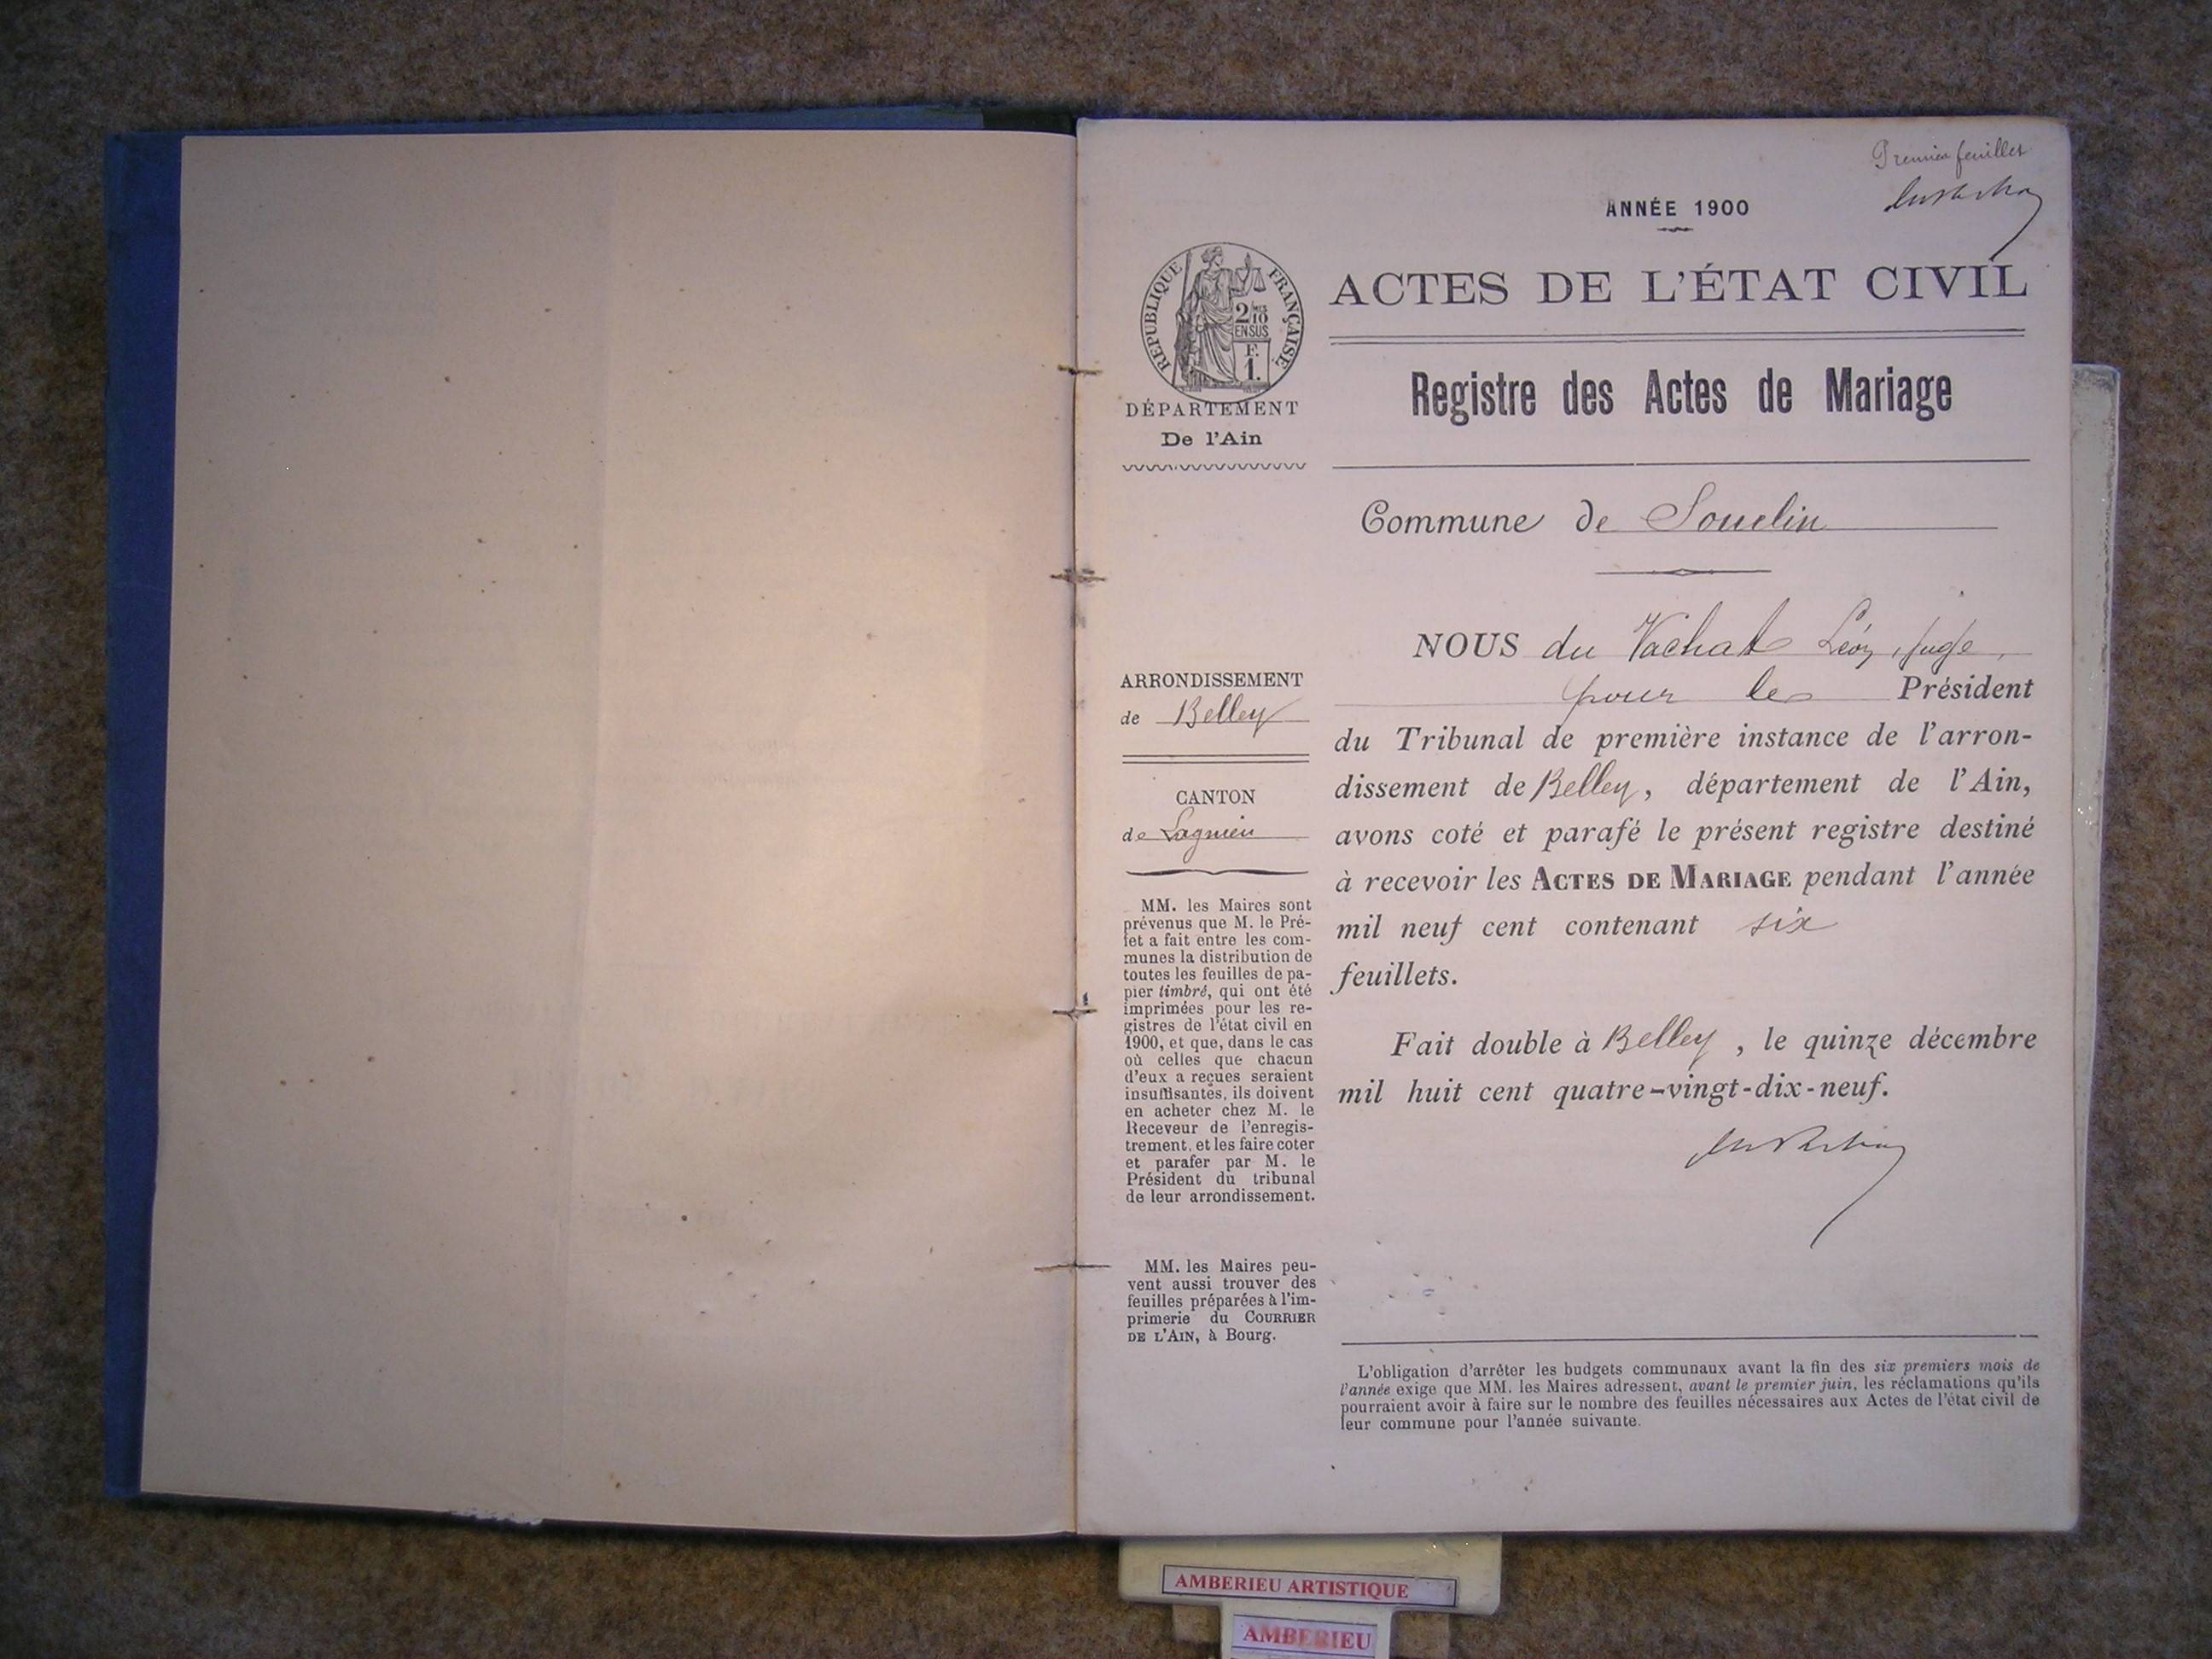 Premier feuillet
ANNÉE 1900
ACTES DE L'ÉTAT CIVIL
RÉPUBLIQUE FRANÇAISE
2/10
EN SUS
F.
1.
DÉPARTEMENT
De l'Ain
Registre des Actes de Mariage
Commune de Souclin
NOUS du Vachat Léon, Juge,
pour le Président
du Tribunal de première instance de l'arron-
dissement de Belley, département de l'Ain,
avons coté et parafé le présent registre destiné
à recevoir les ACTES DE MARIAGE pendant l'année
mil neuf cent contenant six
feuillets.
Fait double à Belley, le quinze décembre
mil huit cent quatre-vingt-dix-neuf.
ARRONDISSEMENT
de Belley
CANTON
de Lagnieu
MM. les Maires sont
prévenus que M. le Pré-
fet a fait entre les com-
munes la distribution de
toutes les feuilles de pa-
pier timbré, qui ont été
imprimées pour les re-
gistres de l'état civil en
1900, et que, dans le cas
où celles que chacun
d'eux a reçues seraient
insuffisantes, ils doivent
en acheter chez M. le
Receveur de l'enregis-
trement, et les faire coter
et parafer par M. le
Président du tribunal
de leur arrondissement.
MM. les Maires peu-
vent aussi trouver des
feuilles préparées à l'im-
primerie du COURRIER
DE L'AIN, à Bourg.
L'obligation d'arrêter les budgets communaux avant la fin des six premiers mois de
l'année exige que MM. les Maires adressent, avant le premier juin, les réclamations qu'ils
pourraient avoir à faire sur le nombre des feuilles nécessaires aux Actes de l'état civil de
leur commune pour l'année suivante.
AMBERIEU ARTISTIQUE
AMBERIEU